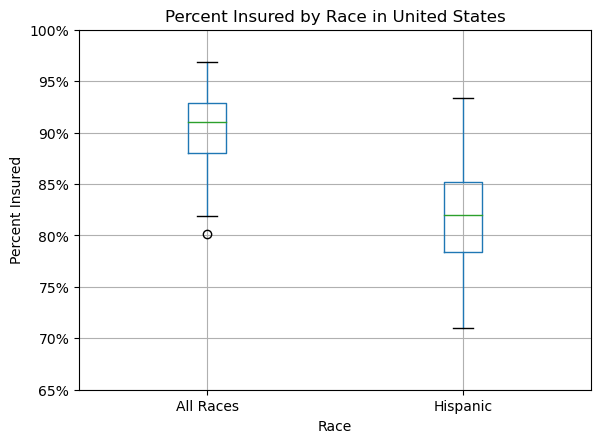 Percent Insured by Race in United States
100%
95%
90%
85%
80%
75%
70%
65%
Percent Insured
All Races
Hispanic
Race